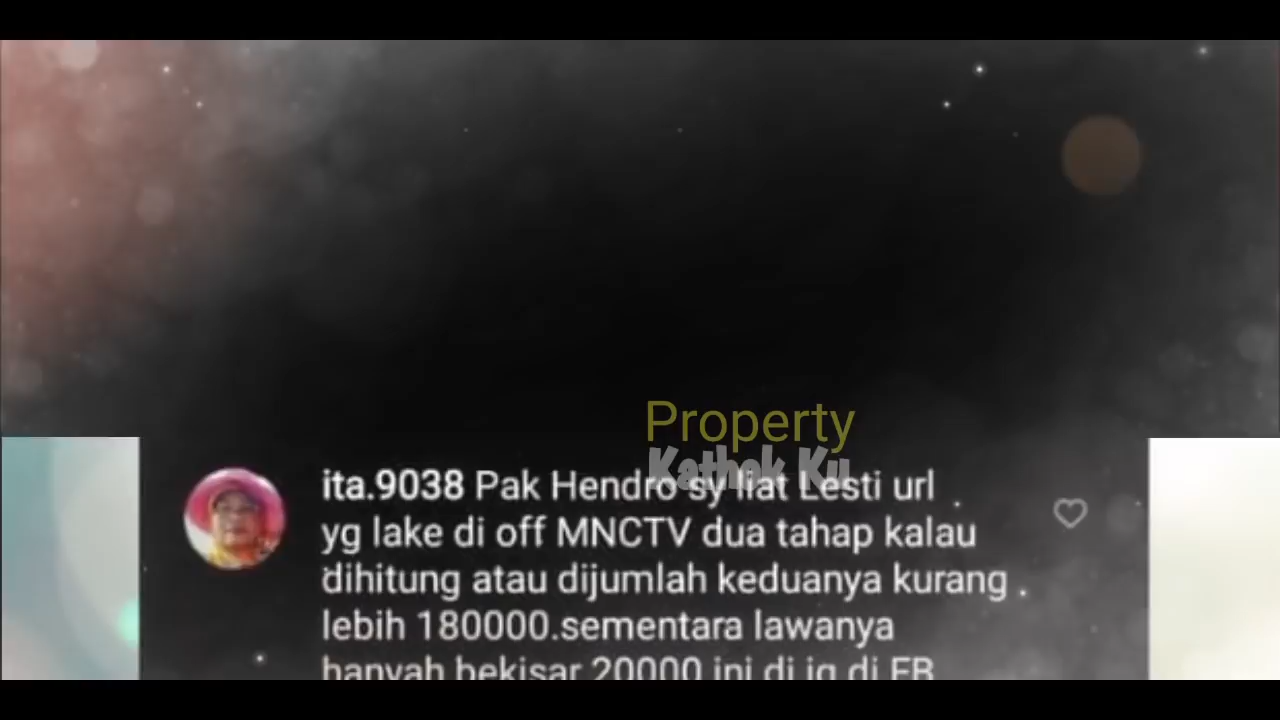 Property
Kathok Ku
ita.9038 Pak Hendro sy liat Lesti url
yg lake di off MNCTV dua tahap kalau
dihitung atau dijumlah keduanya kurang
lebih 180000.sementara lawanya
hanyah bekisar 20000 ini di ig di FB